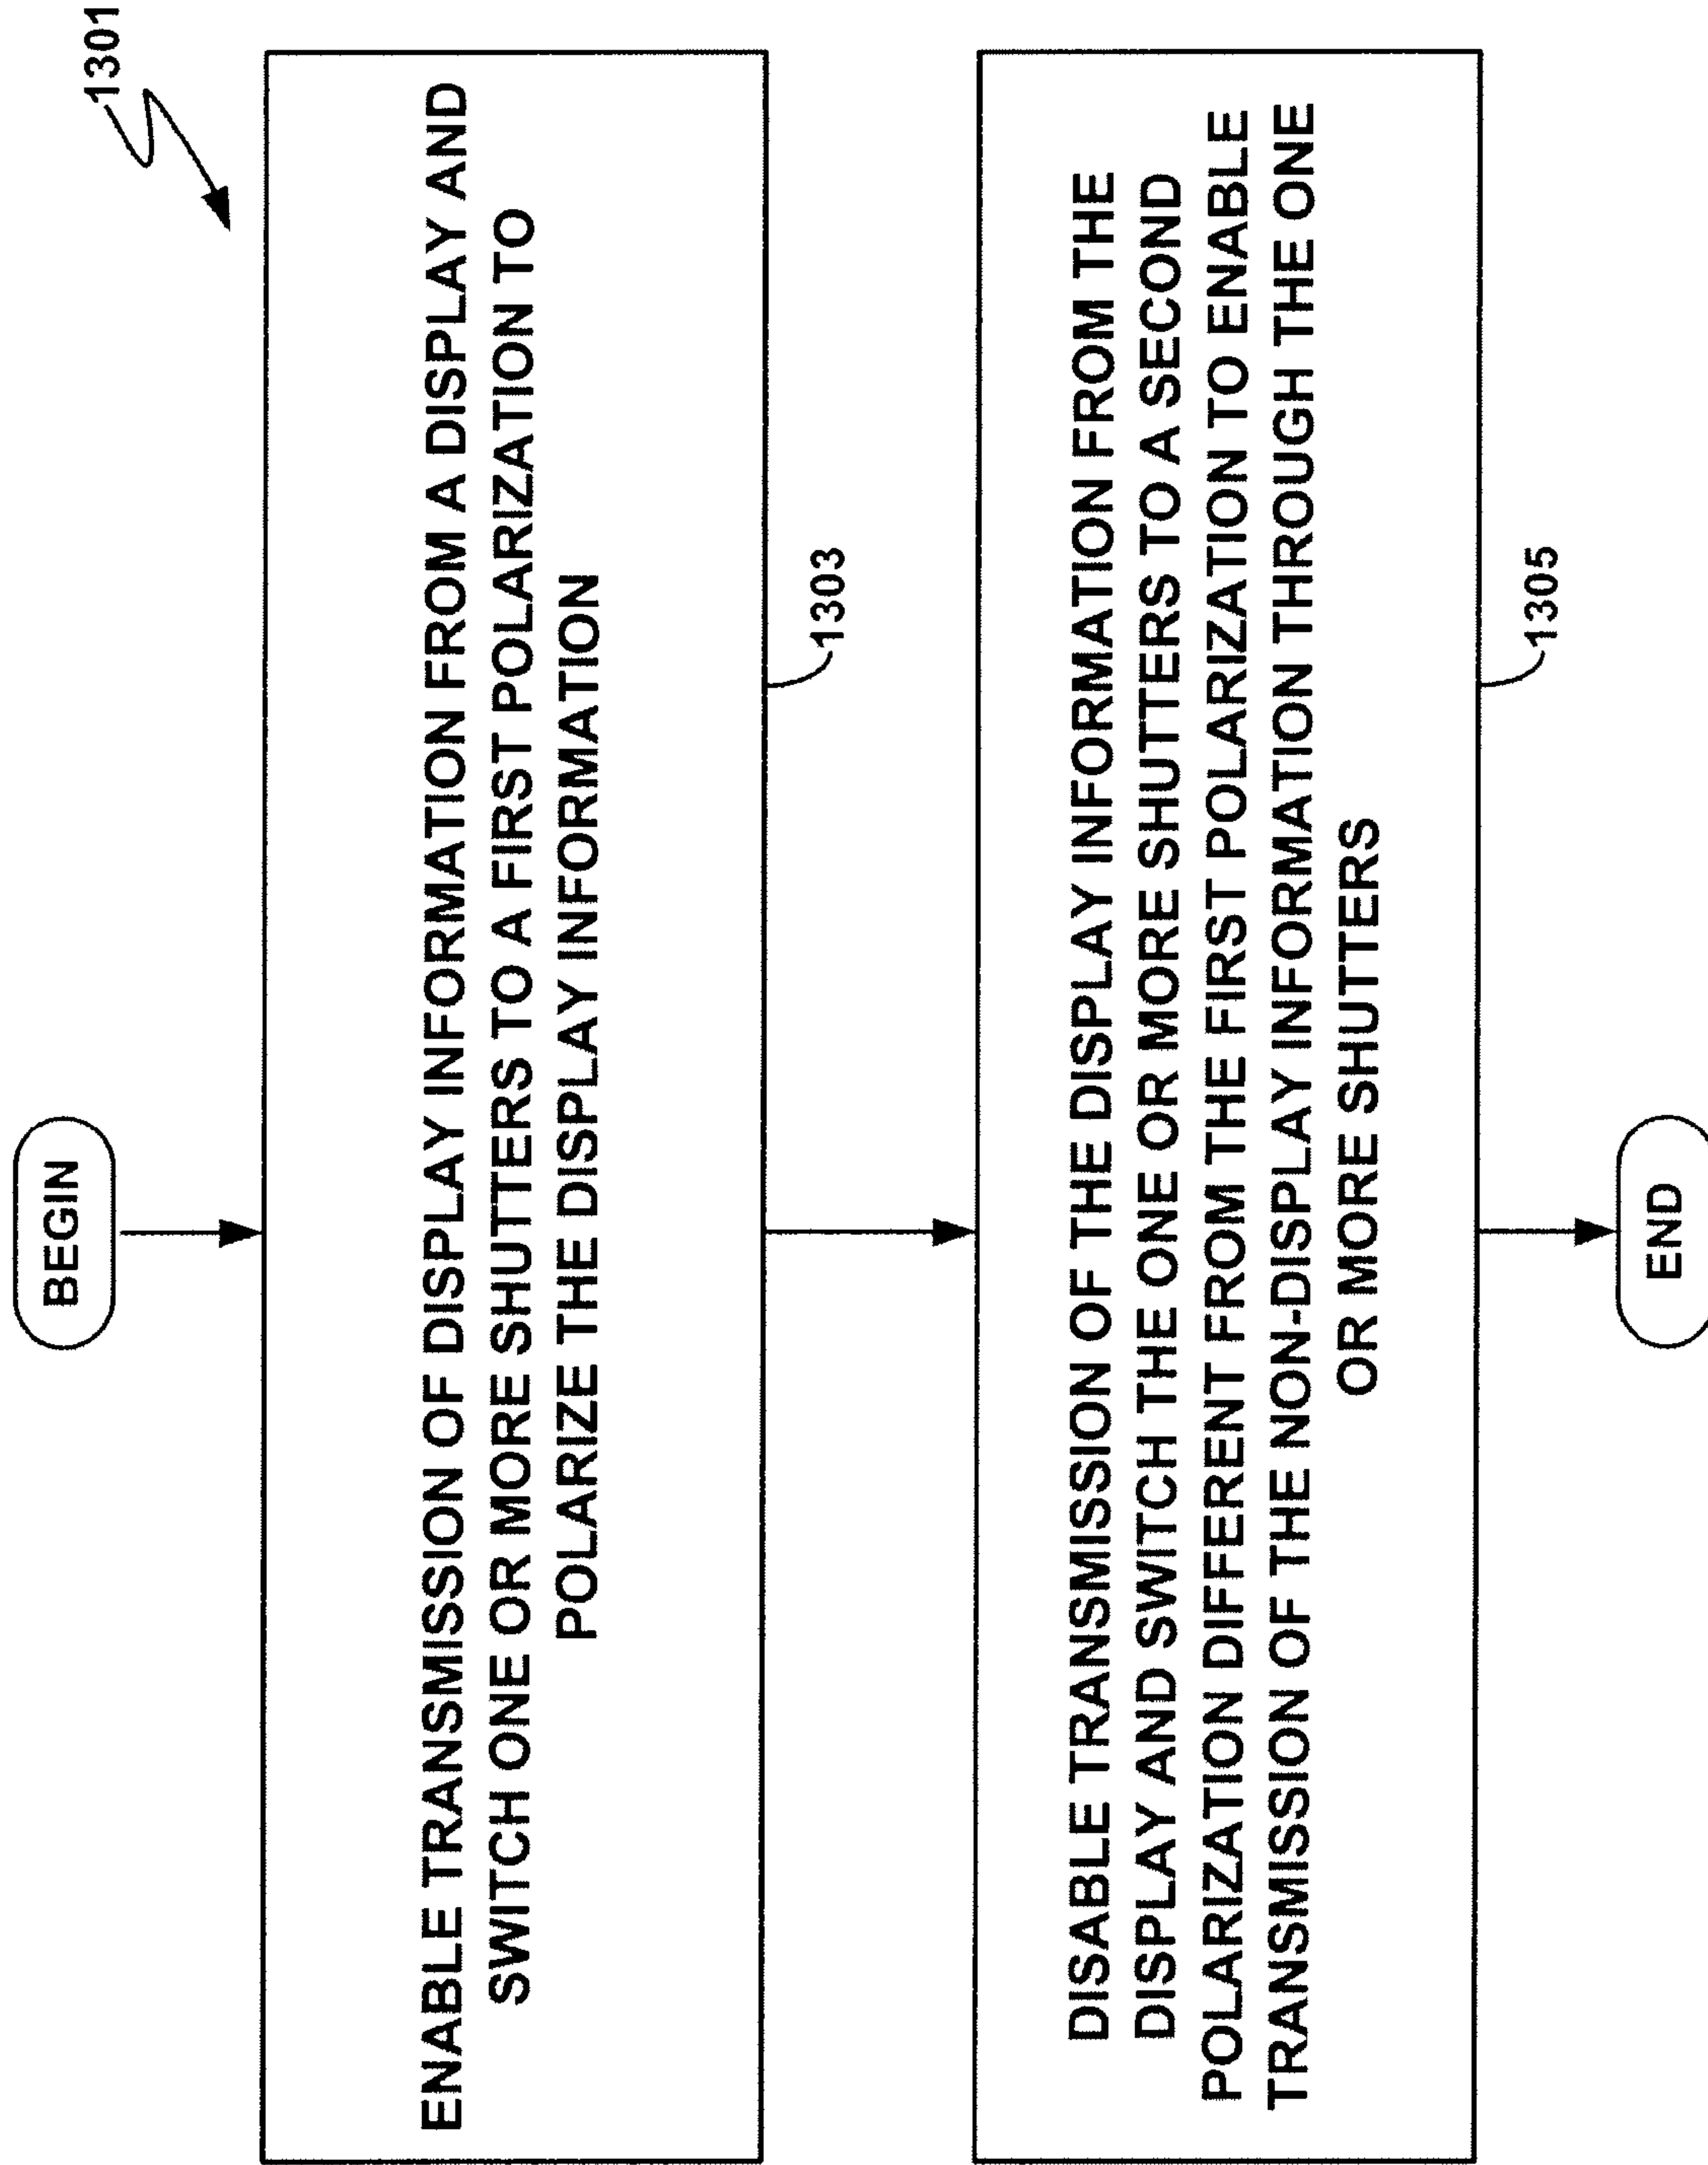 1301
BEGIN
ENABLE TRANSMISSION OF DISPLAY INFORMATION FROM A DISPLAY AND
SWITCH ONE OR MORE SHUTTERS TO A FIRST POLARIZATION TO
POLARIZE THE DISPLAY INFORMATION
1303
DISABLE TRANSMISSION OF THE DISPLAY INFORMATION FROM THE
DISPLAY AND SWITCH THE ONE OR MORE SHUTTERS TO A SECOND
POLARIZATION DIFFERENT FROM THE FIRST POLARIZATION TO ENABLE
TRANSMISSION OF THE NON-DISPLAY INFORMATION THROUGH THE ONE
OR MORE SHUTTERS
1305
END